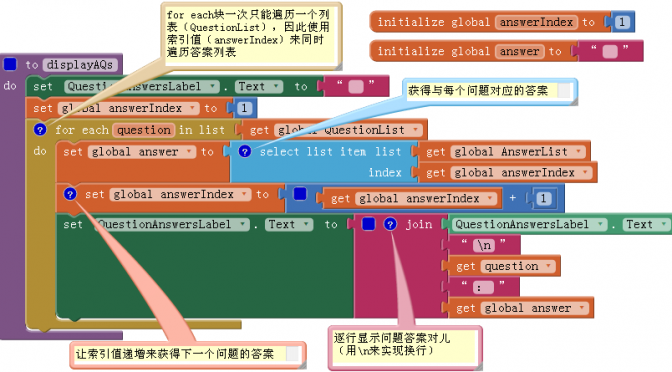 for each块一次只能遍历一个列
表（QuestionList），因此使用
索引值（answerIndex）来同时
遍历答案列表
initialize global answerIndex to 1
initialize global answer to “ ”
to displayAQs
do set QuestionAnswersLabel . Text to “ ”
set global answerIndex to 1
获得与每个问题对应的答案
? for each question in list get global QuestionList
do set global answer to ? select list item list get global AnswerList
index get global answerIndex
? set global answerIndex to get global answerIndex + 1
set QuestionAnswersLabel . Text to ? join QuestionAnswersLabel . Text
“ \n ”
get question
“ : ”
get global answer
让索引值递增来获得下一个问题的答案
逐行显示问题答案对儿
（用\n来实现换行）